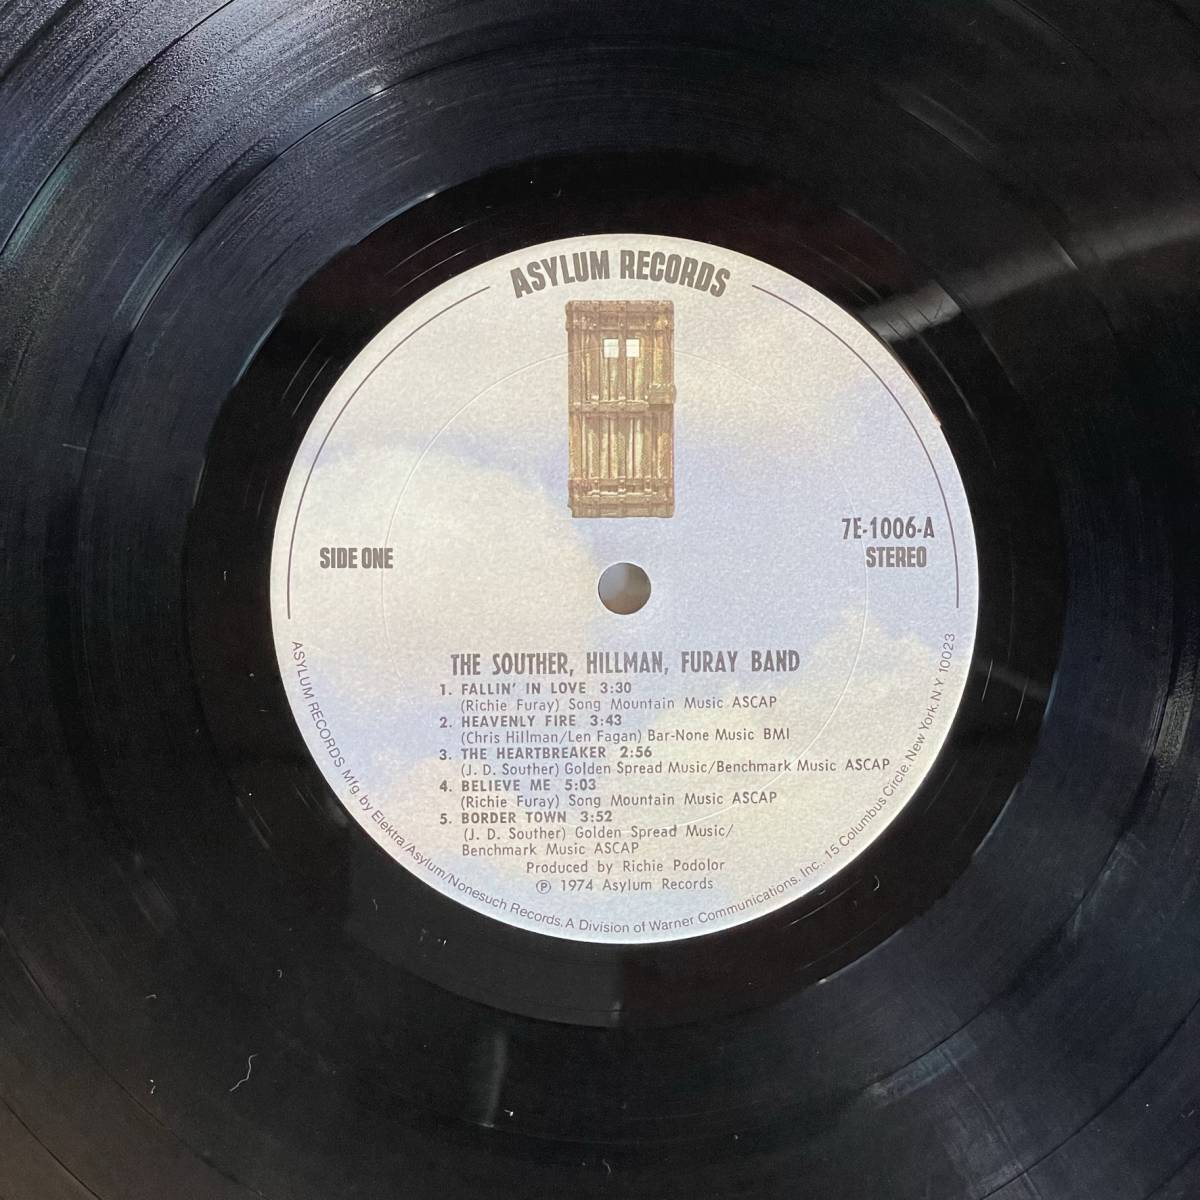 ASYLUM RECORDS
7E-1006-A
SIDE ONE
STEREO
THE SOUTHER, HILLMAN, FURAY BAND
1. FALLIN' IN LOVE 3:30
(Richie Furay) Song Mountain Music ASCAP
2. HEAVENLY FIRE 3:43
(Chris Hillman/Len Fagan) Bar-None Music BMI
3. THE HEARTBREAKER 2:56
(J. D. Souther) Golden Spread Music/Benchmark Music ASCAP
4. BELIEVE ME 5:03
(Richie Furay) Song Mountain Music ASCAP
5. BORDER TOWN 3:52
(J. D. Souther) Golden Spread Music/
Benchmark Music ASCAP
Produced by Richie Podolor
℗ 1974 Asylum Records
ASYLUM RECORDS Mfg. by Elektra/Asylum/Nonesuch Records, A Division of Warner Communications, Inc., 15 Columbus Circle, New York, N.Y. 10023